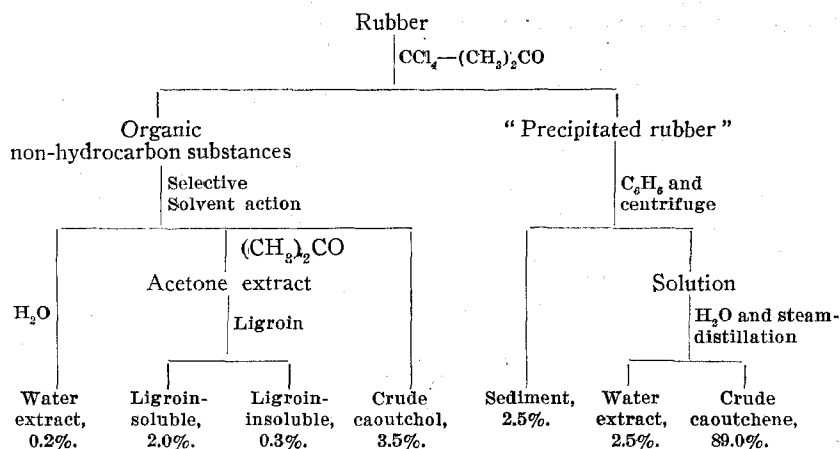 Rubber
CCl₄—(CH₃)₂CO
Organic
non-hydrocarbon substances
"Precipitated rubber"
Selective
Solvent action
C₆H₆ and
centrifuge
(CH₃)₂CO
Acetone extract
Solution
H₂O
Ligroin
H₂O and steam-
distillation
Water
extract,
0.2%.
Ligroin-
soluble,
2.0%.
Ligroin-
insoluble,
0.3%.
Crude
caoutchol,
3.5%.
Sediment,
2.5%.
Water
extract,
2.5%.
Crude
caoutchene,
89.0%.